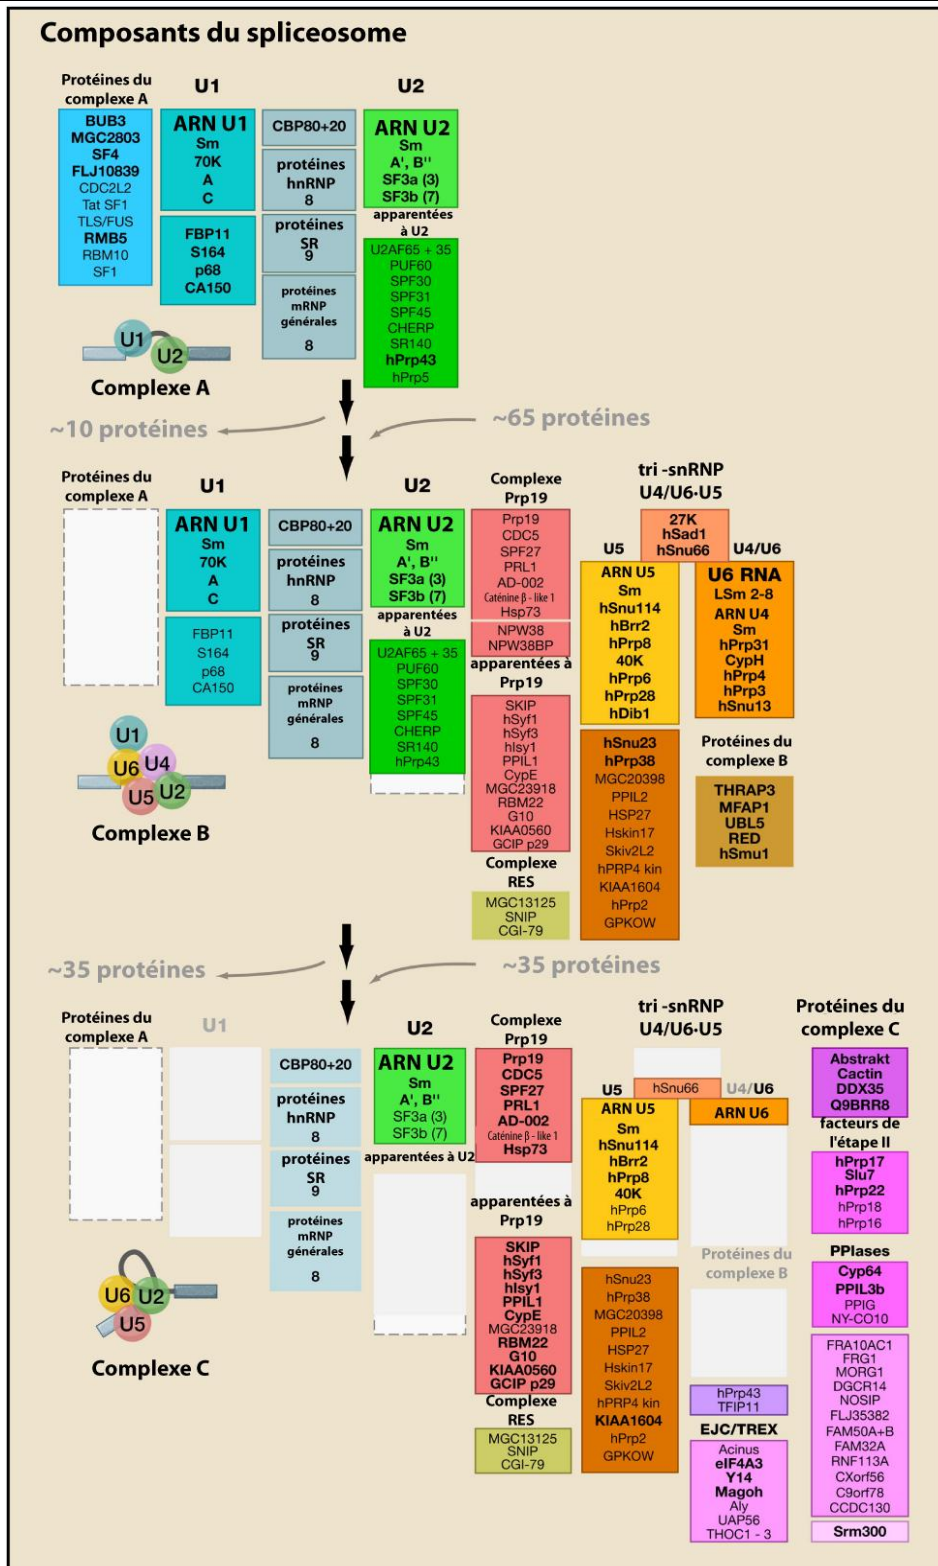 Composants du spliceosome
Protéines du
complexe A
BUB3
MGC2803
SF4
FLJ10839
CDC2L2
Tat SF1
TLS/FUS
RMB5
RBM10
SF1
U1
ARN U1
Sm
70K
A
C
FBP11
S164
p68
CA150
CBP80+20
protéines
hnRNP
8
protéines
SR
9
protéines
mRNP
générales
8
U2
ARN U2
Sm
A', B''
SF3a (3)
SF3b (7)
apparentées
à U2
U2AF65 + 35
PUF60
SPF30
SPF31
SPF45
CHERP
SR140
hPrp43
hPrp5
U1
U2
Complexe A
~10 protéines
~65 protéines
Protéines du
complexe A
U1
ARN U1
Sm
70K
A
C
FBP11
S164
p68
CA150
CBP80+20
protéines
hnRNP
8
protéines
SR
9
protéines
mRNP
générales
8
U2
ARN U2
Sm
A', B''
SF3a (3)
SF3b (7)
apparentées
à U2
U2AF65 + 35
PUF60
SPF30
SPF31
SPF45
CHERP
SR140
hPrp43
Complexe
Prp19
Prp19
CDC5
SPF27
PRL1
AD-002
Caténine β - like 1
Hsp73
NPW38
NPW38BP
apparentées à
Prp19
SKIP
hSyf1
hSyf3
hIsy1
PPIL1
CypE
MGC23918
RBM22
G10
KIAA0560
GCIP p29
Complexe
RES
MGC13125
SNIP
CGI-79
tri -snRNP
U4/U6·U5
27K
hSad1
hSnu66
U5
ARN U5
Sm
hSnu114
hBrr2
hPrp8
40K
hPrp6
hPrp28
hDib1
hSnu23
hPrp38
MGC20398
PPIL2
HSP27
Hskin17
Skiv2L2
hPRP4 kin
KIAA1604
hPrp2
GPKOW
U4/U6
U6 RNA
LSm 2-8
ARN U4
Sm
hPrp31
CypH
hPrp4
hPrp3
hSnu13
Protéines du
complexe B
THRAP3
MFAP1
UBL5
RED
hSmu1
U1
U6
U4
U5
U2
Complexe B
~35 protéines
~35 protéines
Protéines du
complexe A
U1
CBP80+20
protéines
hnRNP
8
protéines
SR
9
protéines
mRNP
générales
8
U2
ARN U2
Sm
A', B''
SF3a (3)
SF3b (7)
apparentées à U2
Complexe
Prp19
Prp19
CDC5
SPF27
PRL1
AD-002
Caténine β - like 1
Hsp73
apparentées à
Prp19
SKIP
hSyf1
hSyf3
hIsy1
PPIL1
CypE
MGC23918
RBM22
G10
KIAA0560
GCIP p29
Complexe
RES
MGC13125
SNIP
CGI-79
tri -snRNP
U4/U6·U5
hSnu66
U5
ARN U5
Sm
hSnu114
hBrr2
hPrp8
40K
hPrp6
hPrp28
hSnu23
hPrp38
MGC20398
PPIL2
HSP27
Hskin17
Skiv2L2
hPRP4 kin
KIAA1604
hPrp2
GPKOW
U4/U6
ARN U6
Protéines du
complexe B
hPrp43
TFIP11
EJC/TREX
Acinus
eIF4A3
Y14
Magoh
Aly
UAP56
THOC1 - 3
Protéines du
complexe C
Abstrakt
Cactin
DDX35
Q9BRR8
facteurs de
l'étape II
hPrp17
Slu7
hPrp22
hPrp18
hPrp16
PPIases
Cyp64
PPIL3b
PPIG
NY-CO10
FRA10AC1
FRG1
MORG1
DGCR14
NOSIP
FLJ35382
FAM50A+B
FAM32A
RNF113A
CXorf56
C9orf78
CCDC130
Srm300
U6
U2
U5
Complexe C